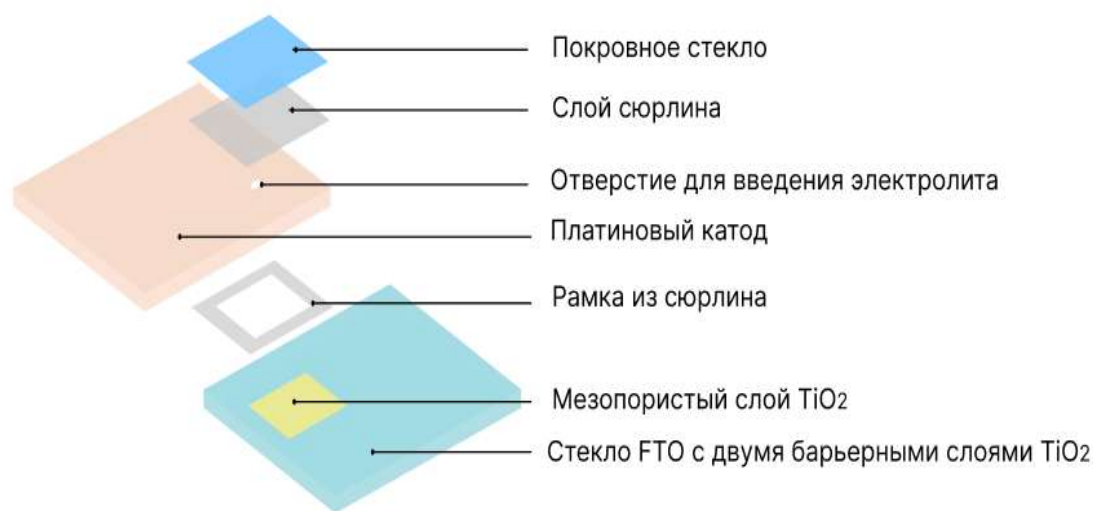 Покровное стекло
Слой сюрлина
Отверстие для введения электролита
Платиновый катод
Рамка из сюрлина
Мезопористый слой TiO2
Стекло FTO с двумя барьерными слоями TiO2